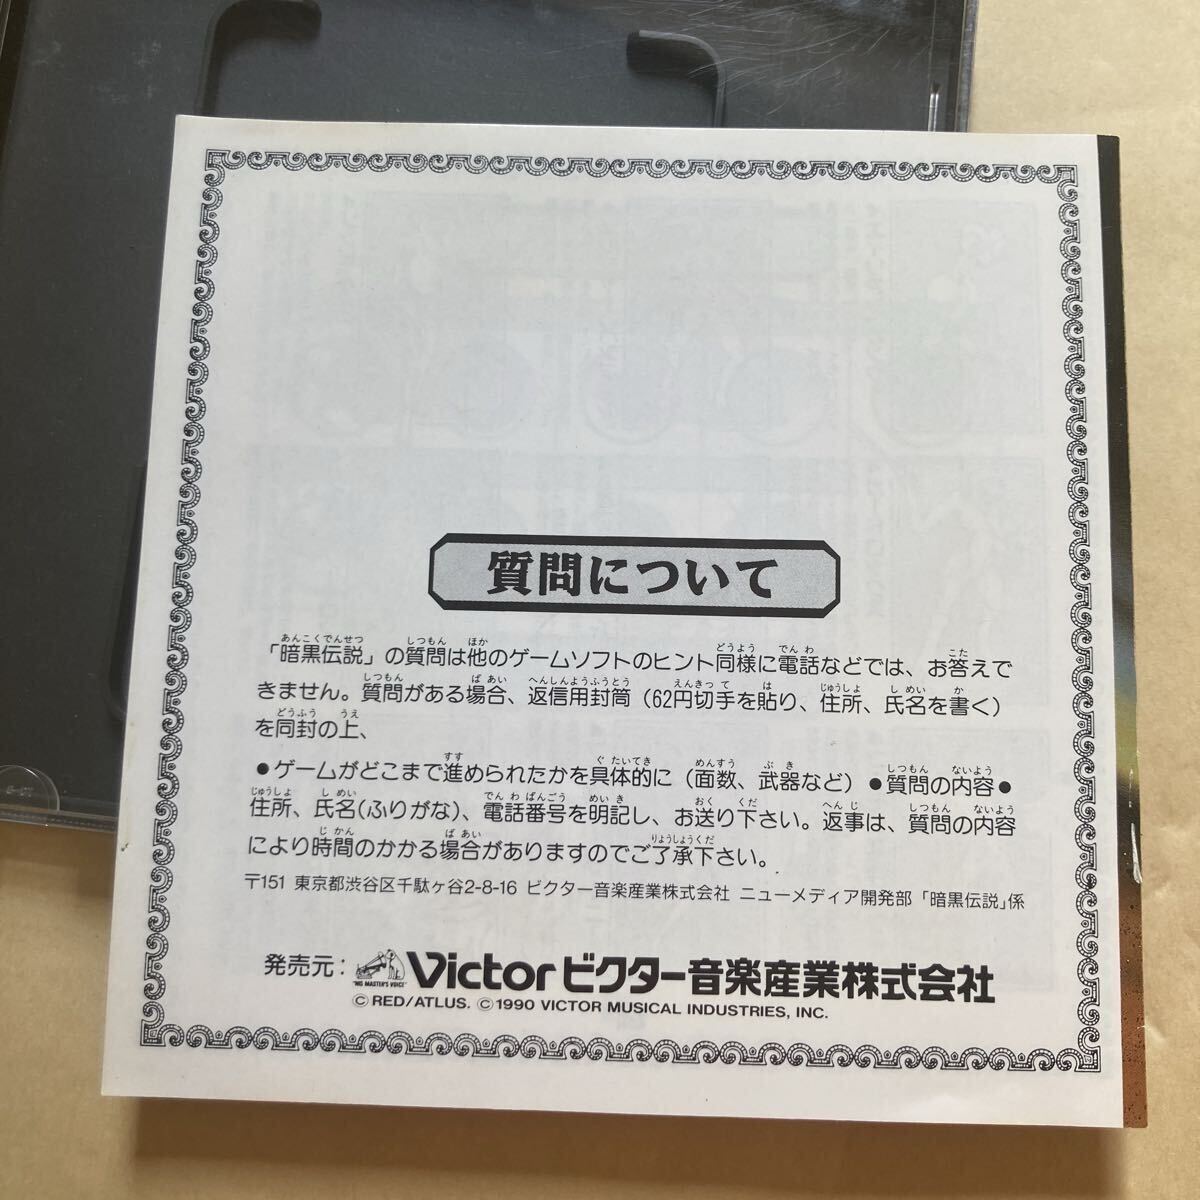 質問について
「暗黒伝説」の質問は他のゲームソフトのヒント同様に電話などでは、お答えで
きません。質問がある場合、返信用封筒（62円切手を貼り、住所、氏名を書く）
を同封の上、
●ゲームがどこまで進められたかを具体的に（面数、武器など）●質問の内容●
住所、氏名(ふりがな)、電話番号を明記し、お送り下さい。返事は、質問の内容
により時間のかかる場合がありますのでご了承下さい。
〒151 東京都渋谷区千駄ヶ谷2-8-16 ビクター音楽産業株式会社 ニューメディア開発部「暗黒伝説」係
発売元： "HIS MASTER'S VOICE" Victor ビクター音楽産業株式会社
©RED/ATLUS. ©1990 VICTOR MUSICAL INDUSTRIES, INC.